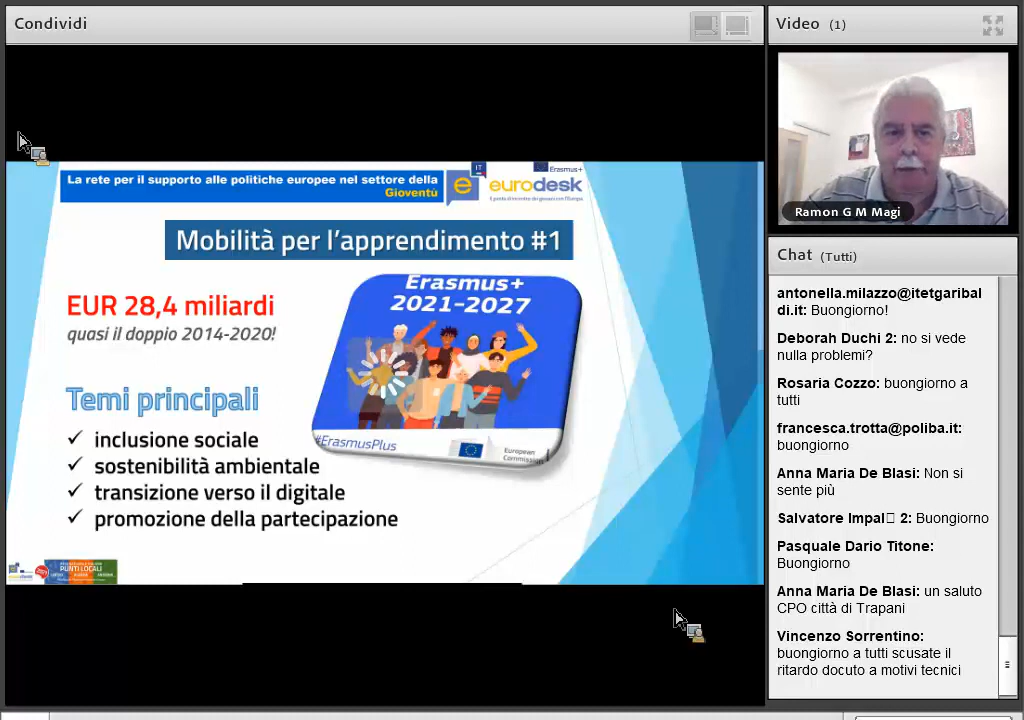 Condividi
La rete per il supporto alle politiche europee nel settore della
Gioventù
IT
e
Erasmus+
eurodesk
Mobilità per l'apprendimento #1
EUR 28,4 miliardi
quasi il doppio 2014-2020!
Erasmus+
2021-2027
#ErasmusPlus
European
Commission
Temi principali
✓ inclusione sociale
✓ sostenibilità ambientale
✓ transizione verso il digitale
✓ promozione della partecipazione
PUNTI LOCALI
Video (1)
Ramon G M Magi
Chat (Tutti)
antonella.milazzo@itetgaribal
di.it: Buongiorno!
Deborah Duchi 2: no si vede
nulla problemi?
Rosaria Cozzo: buongiorno a
tutti
francesca.trotta@poliba.it:
buongiorno
Anna Maria De Blasi: Non si
sente più
Salvatore Impal□ 2: Buongiorno
Pasquale Dario Titone:
Buongiorno
Anna Maria De Blasi: un saluto
CPO città di Trapani
Vincenzo Sorrentino:
buongiorno a tutti scusate il
ritardo docuto a motivi tecnici